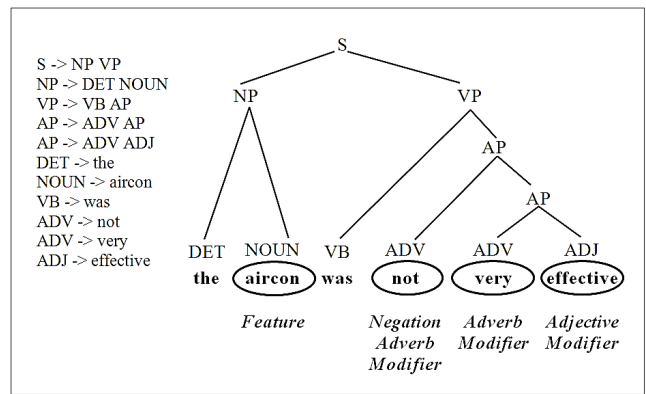 S -> NP VP
NP -> DET NOUN
VP -> VB AP
AP -> ADV AP
AP -> ADV ADJ
DET -> the
NOUN -> aircon
VB -> was
ADV -> not
ADV -> very
ADJ -> effective
S
NP VP
AP
AP
DET NOUN VB ADV ADV ADJ
the aircon was not very effective
Feature Negation Adverb Adjective
Adverb Modifier Modifier
Modifier